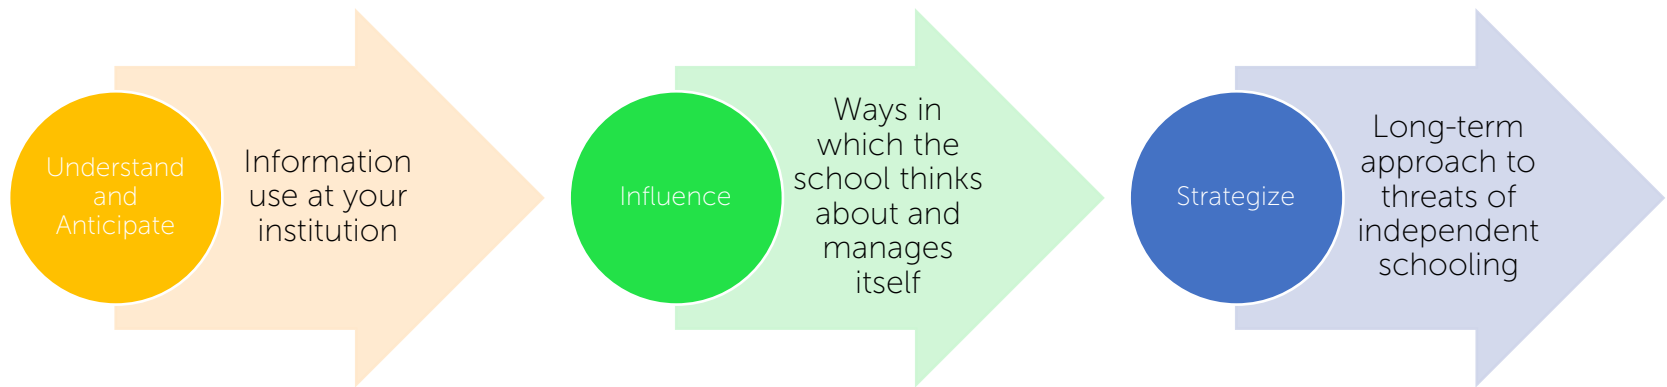 Understand
and
Anticipate
Information
use at your
institution
Influence
Ways in
which the
school thinks
about and
manages
itself
Strategize
Long-term
approach to
threats of
independent
schooling